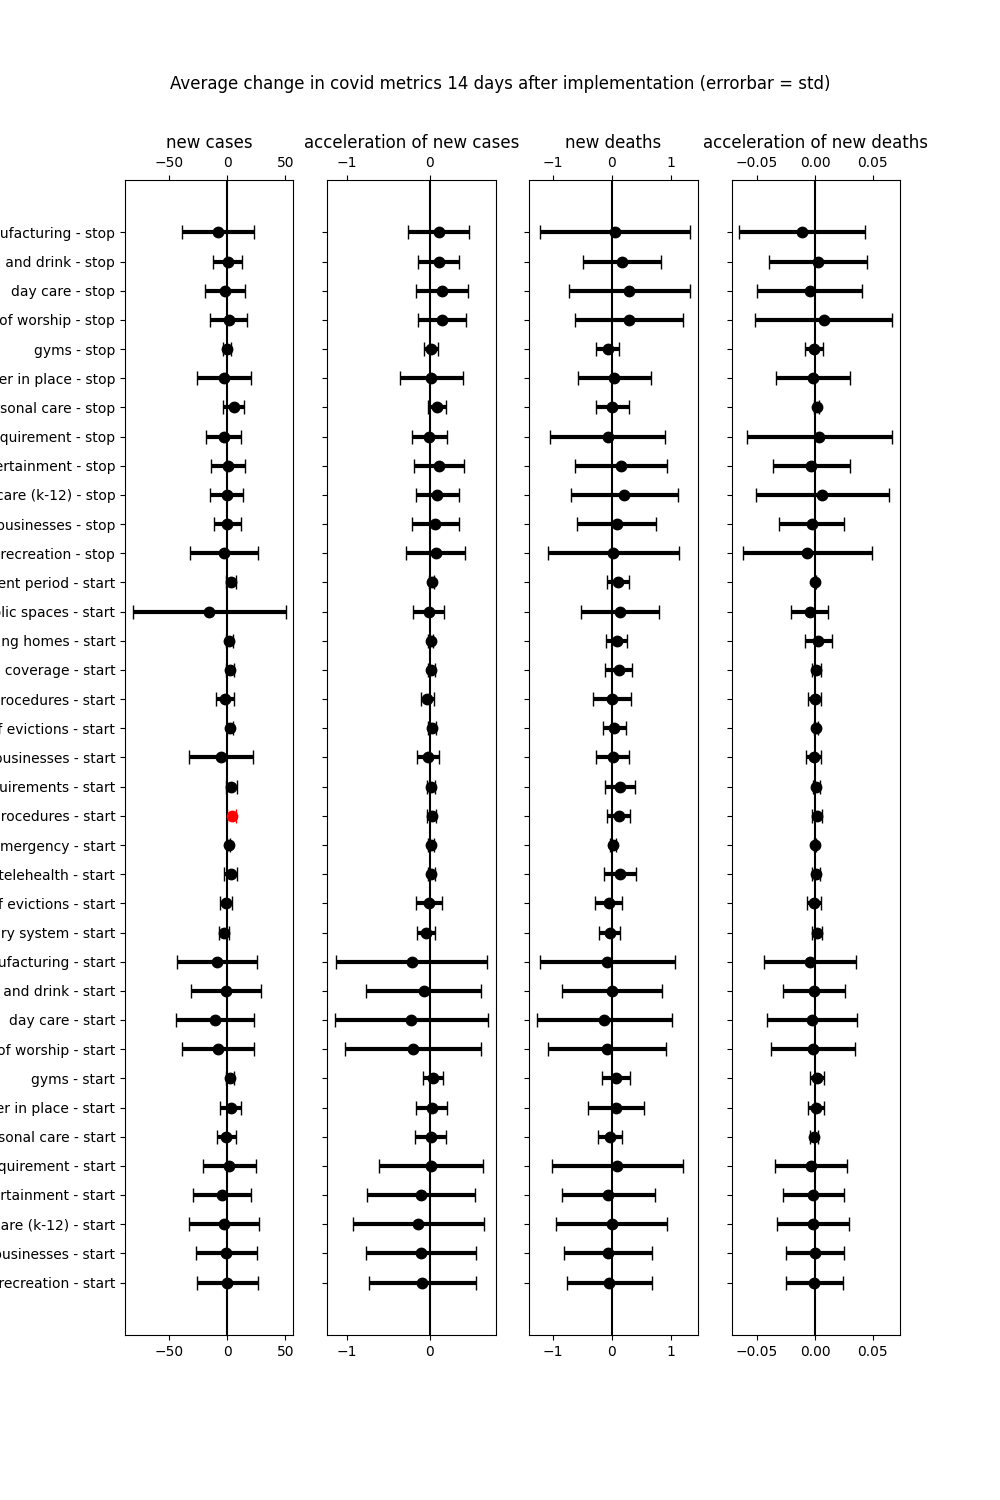 Average change in covid metrics 14 days after implementation (errorbar = std)
new cases acceleration of new cases new deaths acceleration of new deaths
−50 0 50 −1 0 −1 0 1 −0.05 0.00 0.05
ufacturing - stop
and drink - stop
day care - stop
of worship - stop
gyms - stop
er in place - stop
sonal care - stop
quirement - stop
ertainment - stop
care (k-12) - stop
businesses - stop
recreation - stop
ent period - start
lic spaces - start
ng homes - start
coverage - start
rocedures - start
f evictions - start
businesses - start
uirements - start
rocedures - start
mergency - start
telehealth - start
f evictions - start
ry system - start
ufacturing - start
and drink - start
day care - start
of worship - start
gyms - start
er in place - start
sonal care - start
quirement - start
rtainment - start
are (k-12) - start
businesses - start
recreation - start
−50 0 50 −1 0 −1 0 1 −0.05 0.00 0.05